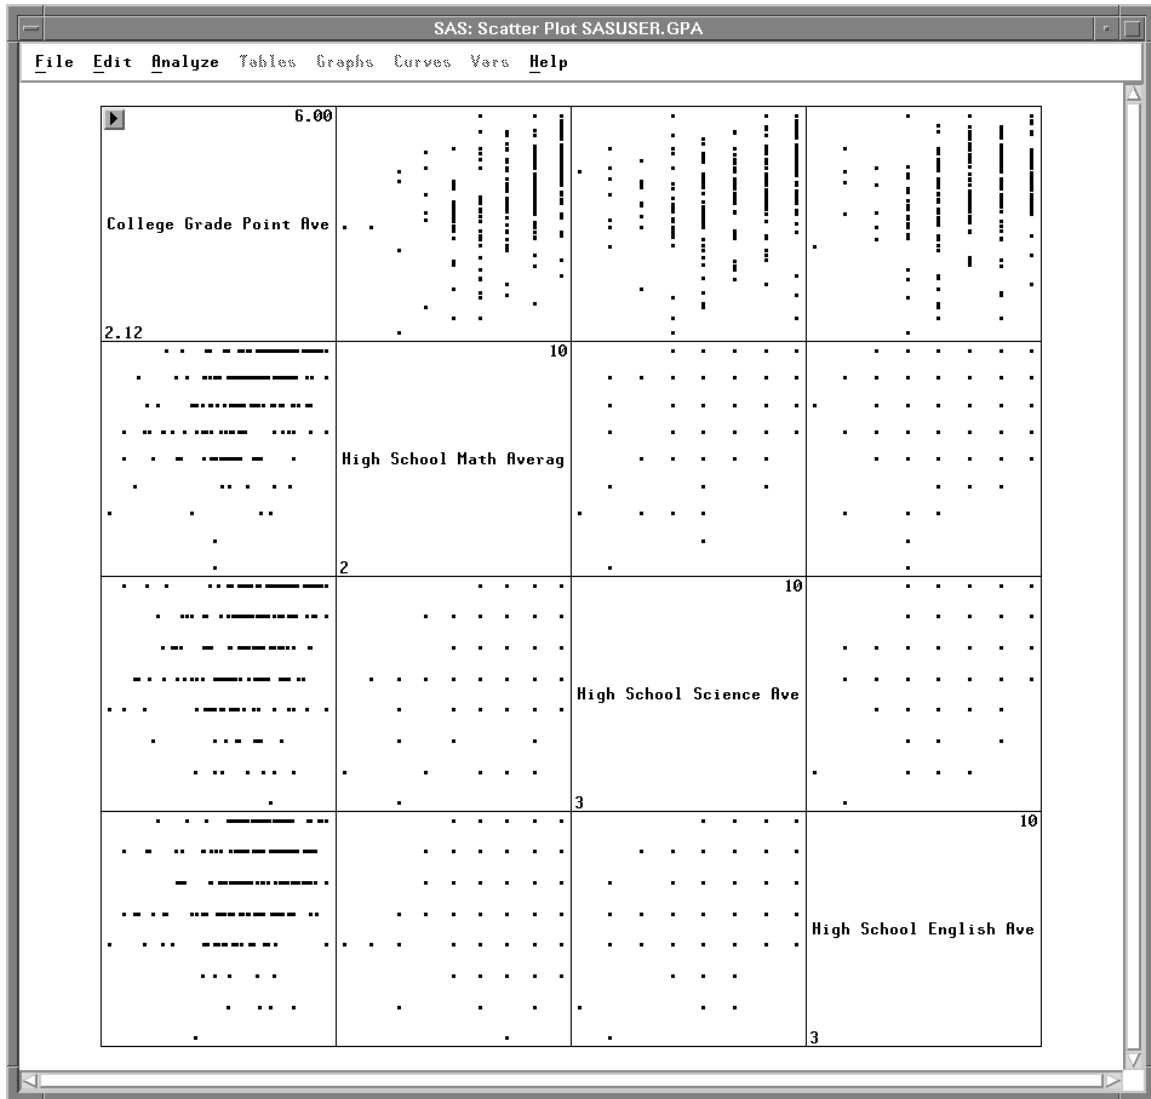 SAS: Scatter Plot SASUSER.GPA
File Edit Analyze Tables Graphs Curves Vars Help
6.00
College Grade Point Ave
2.12
10
High School Math Averag
2
10
High School Science Ave
3
10
High School English Ave
3